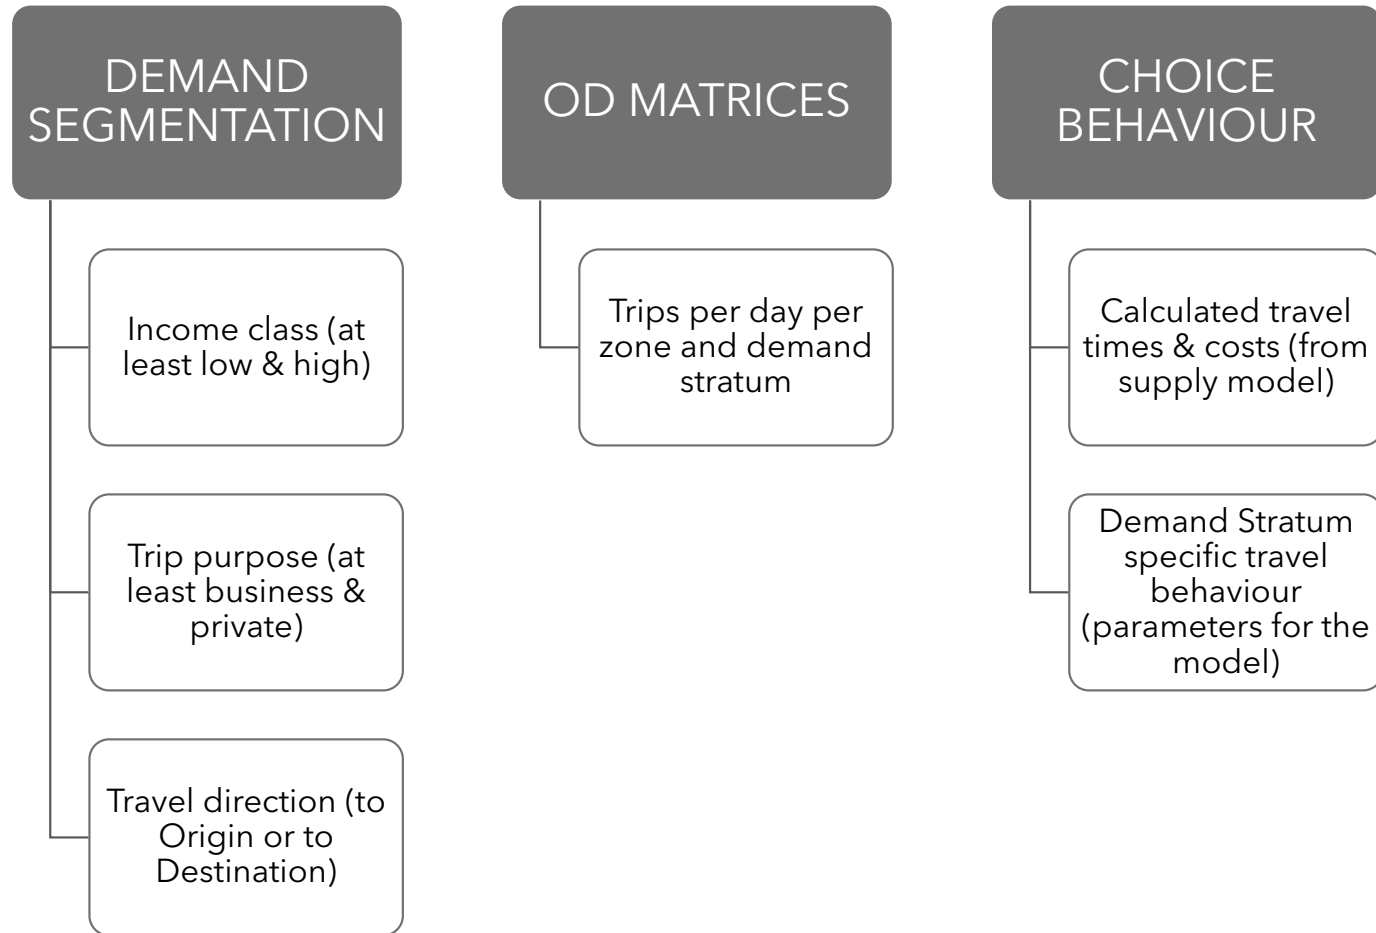 DEMAND
SEGMENTATION
Income class (at
least low & high)
Trip purpose (at
least business &
private)
Travel direction (to
Origin or to
Destination)
OD MATRICES
Trips per day per
zone and demand
stratum
CHOICE
BEHAVIOUR
Calculated travel
times & costs (from
supply model)
Demand Stratum
specific travel
behaviour
(parameters for the
model)